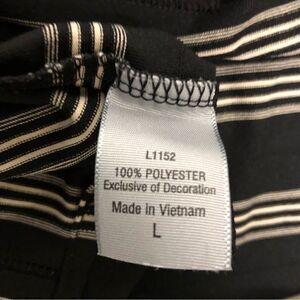 L1152
100% POLYESTER
Exclusive of Decoration
Made in Vietnam
L